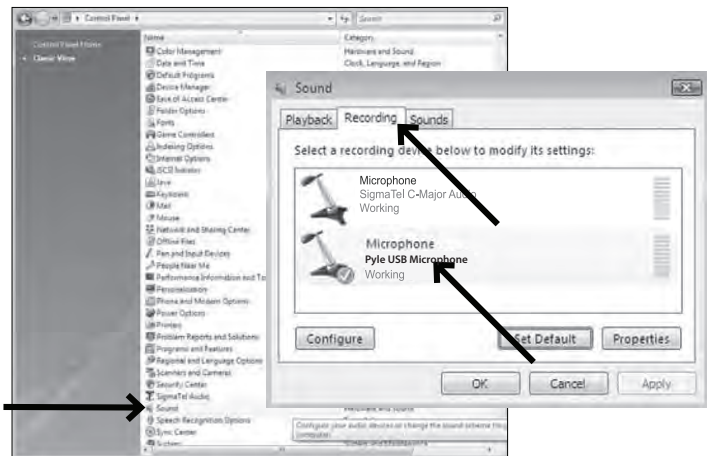 Control Panel
Search
Control Panel Home
Classic View
Name
Category
Color Management
Hardware and Sound
Date and Time
Clock, Language, and Region
Default Programs
Device Manager
Ease of Access Center
Folder Options
Fonts
Game Controllers
Indexing Options
Internet Options
iSCSI Initiator
Java
Keyboard
Mail
Mouse
Network and Sharing Center
Offline Files
Pen and Input Devices
People Near Me
Performance Information and To
Personalization
Phone and Modem Options
Power Options
Printers
Problem Reports and Solutions
Programs and Features
Regional and Language Options
Scanners and Cameras
Security Center
SigmaTel Audio
Sound
Hardware and Sound
Speech Recognition Options
Sync Center
System
Configure your audio devices or change the sound scheme
computer.
System and Maintenance
Sound
Playback
Recording
Sounds
Select a recording device below to modify its settings:
Microphone
SigmaTel C-Major Audio
Working
Microphone
Pyle USB Microphone
Working
Configure
Set Default
Properties
OK
Cancel
Apply